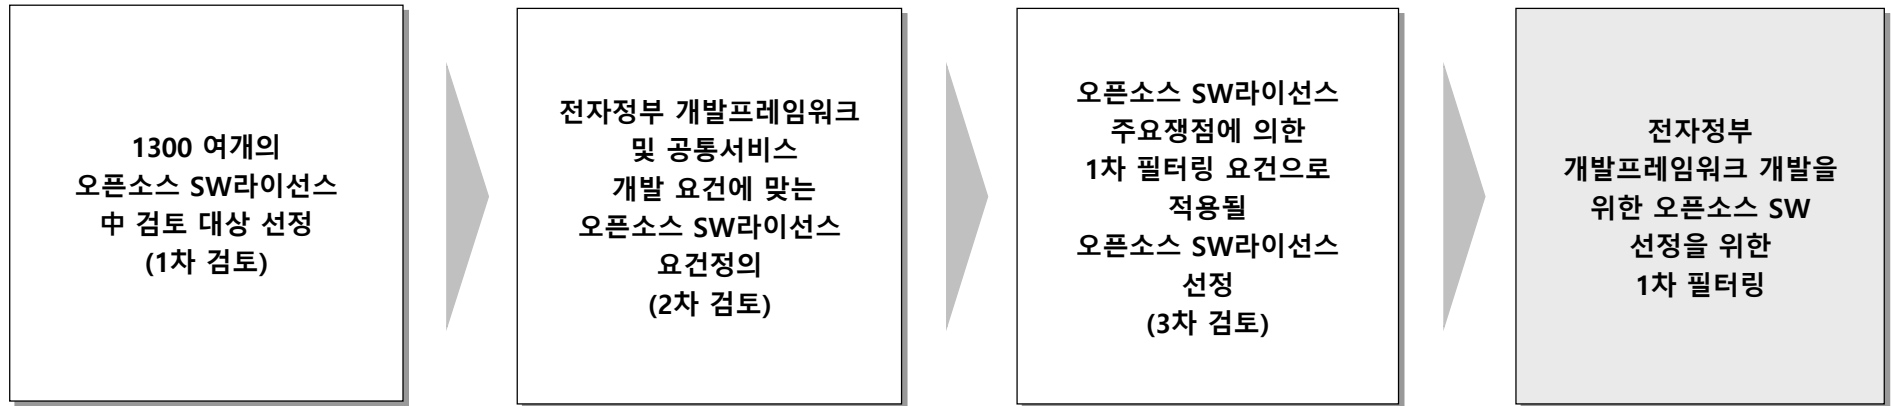 1300 여개의
오픈소스 SW라이선스
中 검토 대상 선정
(1차 검토)
전자정부 개발프레임워크
및 공통서비스
개발 요건에 맞는
오픈소스 SW라이선스
요건정의
(2차 검토)
오픈소스 SW라이선스
주요쟁점에 의한
1차 필터링 요건으로
적용될
오픈소스 SW라이선스
선정
(3차 검토)
전자정부
개발프레임워크 개발을
위한 오픈소스 SW
선정을 위한
1차 필터링